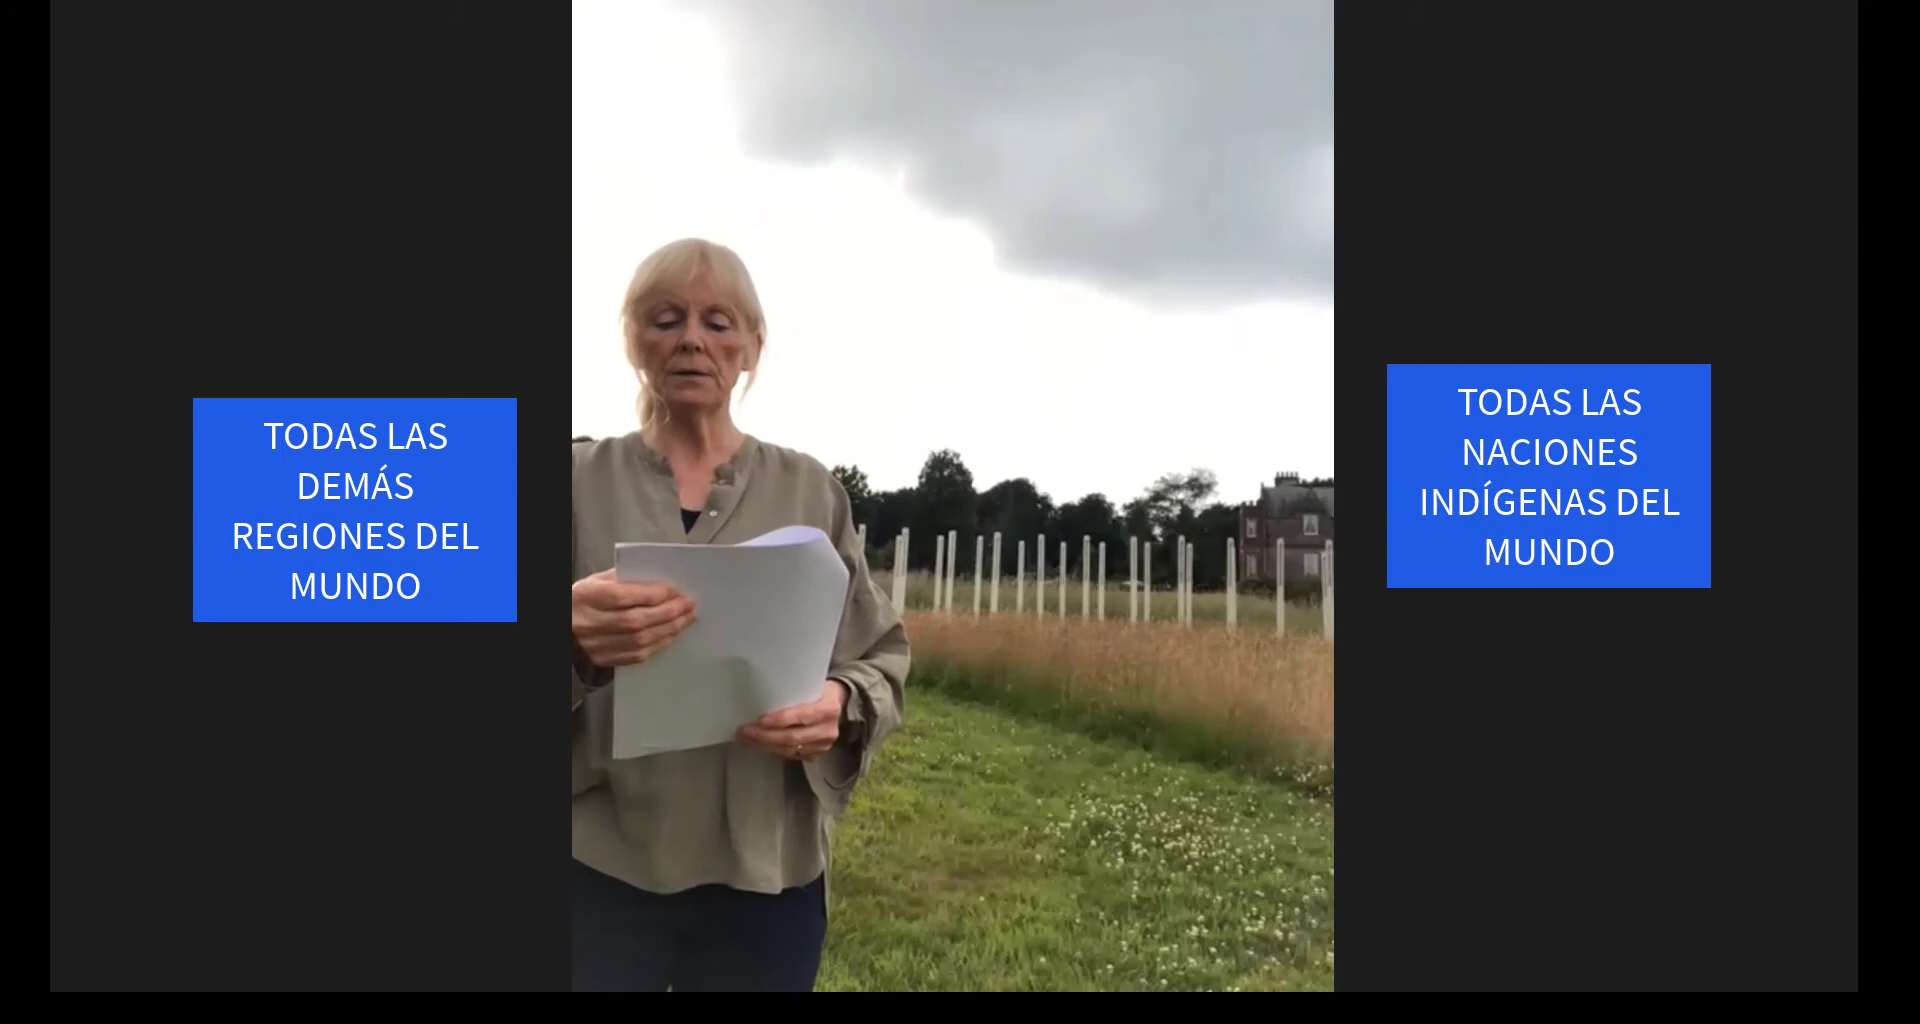 TODAS LAS
DEMÁS
REGIONES DEL
MUNDO
TODAS LAS
NACIONES
INDÍGENAS DEL
MUNDO